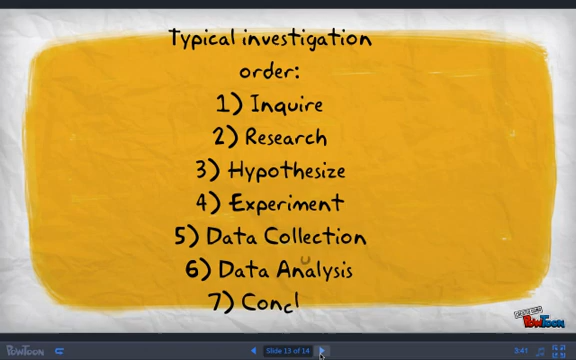 Typical investigation
order:
1) Inquire
2) Research
3) Hypothesize
4) Experiment
5) Data Collection
6) Data Analysis
7) Concl
POWTOON
POWTOON
Slide 13 of 14
3:41